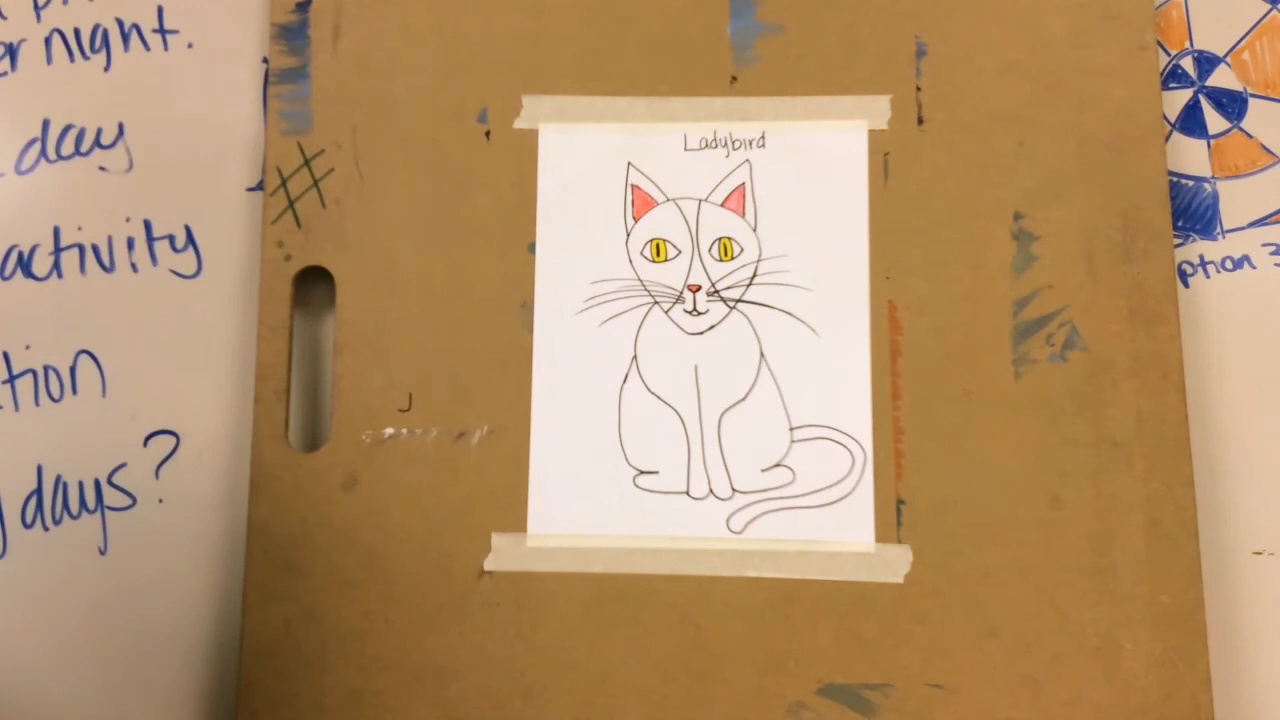 er night.
day
activity
tion
days?
Ladybird
ption 3